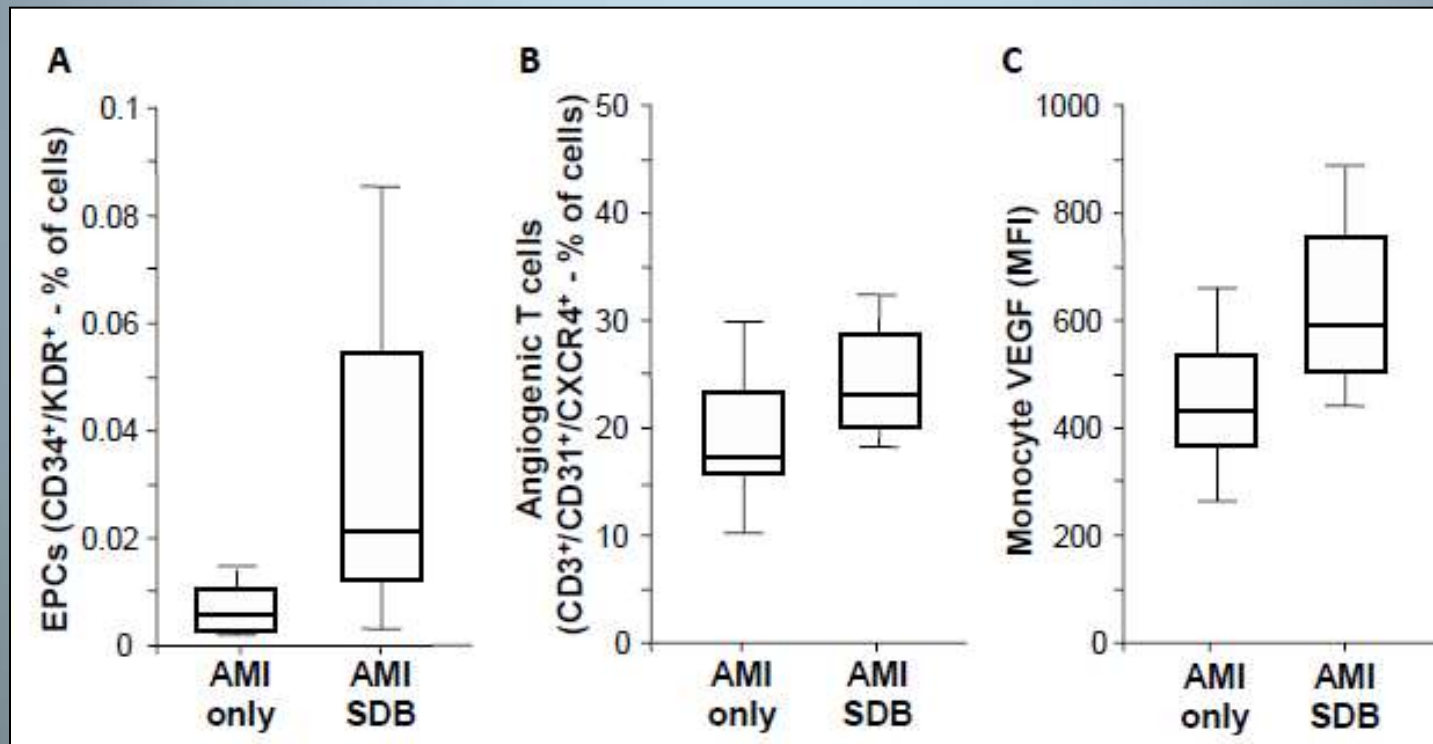 A
EPCs (CD34+/KDR+ - % of cells)
0.1
0.08
0.06
0.04
0.02
0
AMI only
AMI SDB
B
Angiogenic T cells
(CD3+/CD31+/CXCR4+ - % of cells)
50
40
30
20
10
0
AMI only
AMI SDB
C
Monocyte VEGF (MFI)
1000
800
600
400
200
0
AMI only
AMI SDB